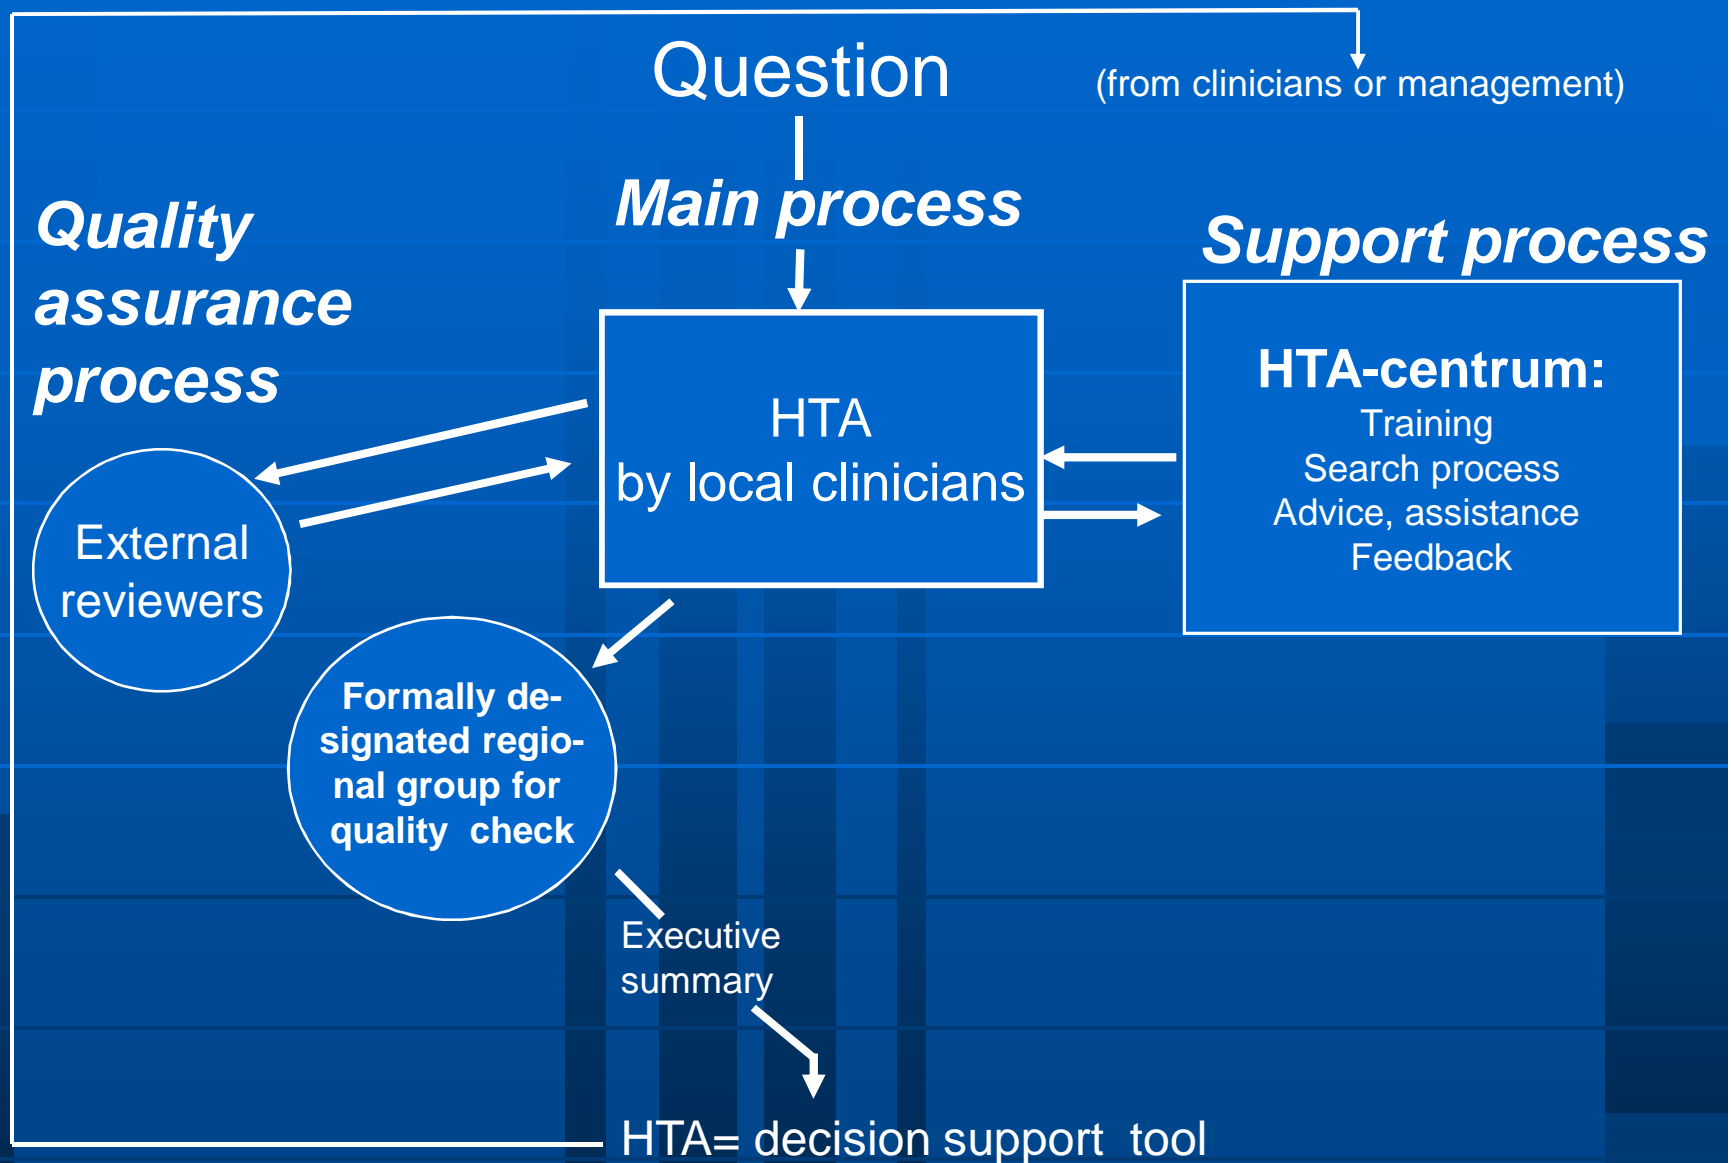 Question
(from clinicians or management)
Main process
Quality
assurance
process
Support process
HTA
by local clinicians
HTA-centrum:
Training
Search process
Advice, assistance
Feedback
External
reviewers
Formally de-
signated regio-
nal group for
quality check
Executive
summary
HTA= decision support tool